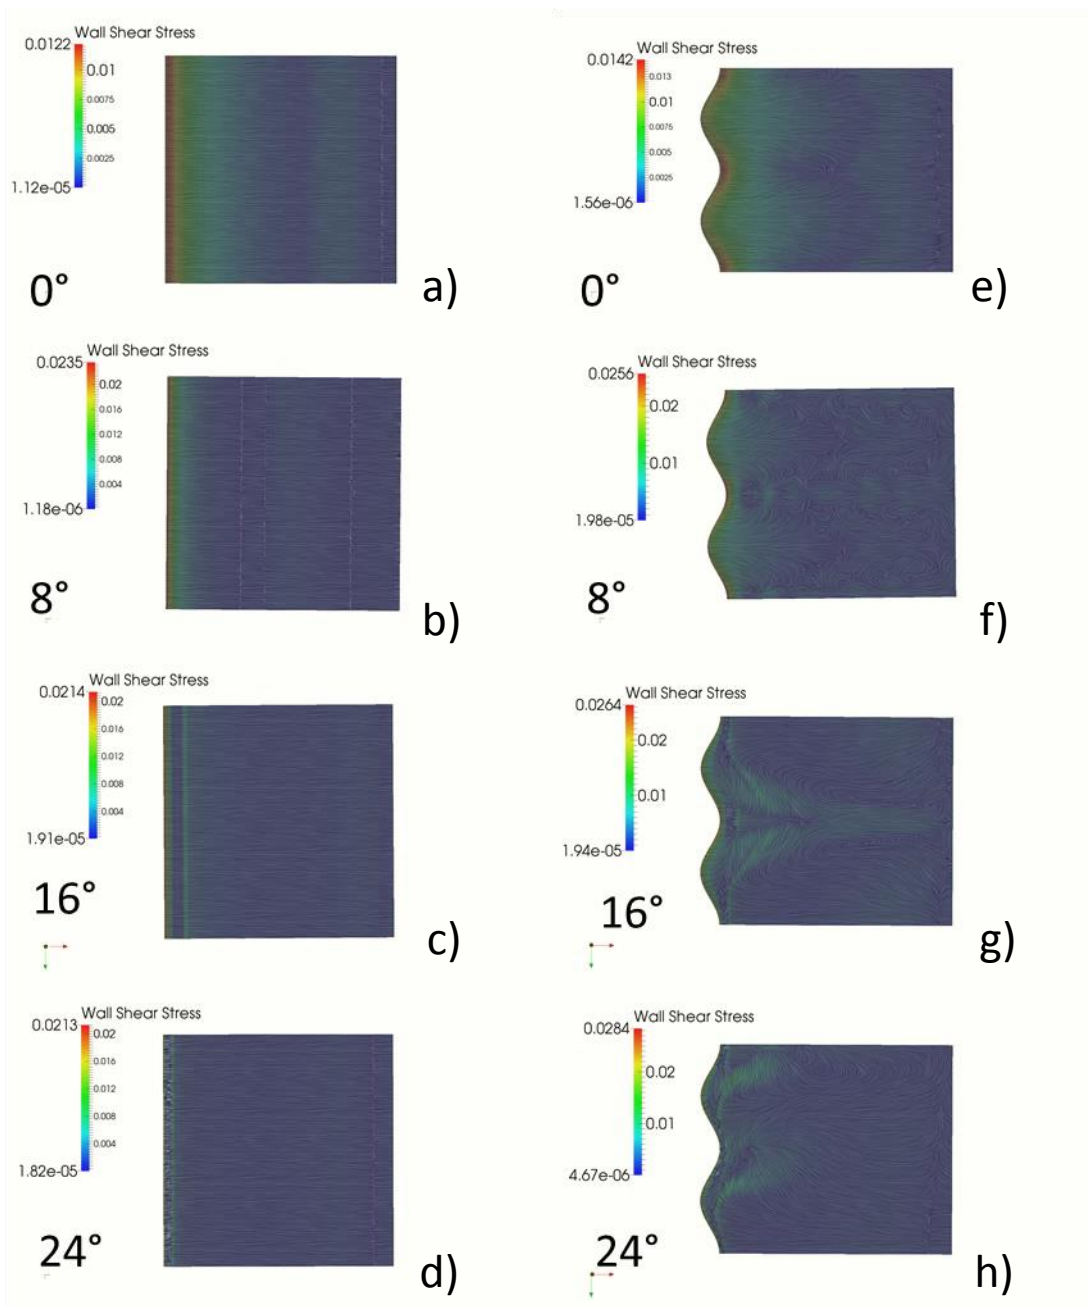 Wall Shear Stress
0.0122
0.01
0.0075
0.005
0.0025
1.12e-05
0°
a)
Wall Shear Stress
0.0142
0.013
0.01
0.0075
0.005
0.0025
1.56e-06
0°
e)
Wall Shear Stress
0.0235
0.02
0.016
0.012
0.008
0.004
1.18e-06
8°
b)
Wall Shear Stress
0.0256
0.02
0.01
1.98e-05
8°
f)
Wall Shear Stress
0.0214
0.02
0.016
0.012
0.008
0.004
1.91e-05
16°
c)
Wall Shear Stress
0.0264
0.02
0.01
1.94e-05
16°
g)
Wall Shear Stress
0.0213
0.02
0.016
0.012
0.008
0.004
1.82e-05
24°
d)
Wall Shear Stress
0.0284
0.02
0.01
4.67e-06
24°
h)